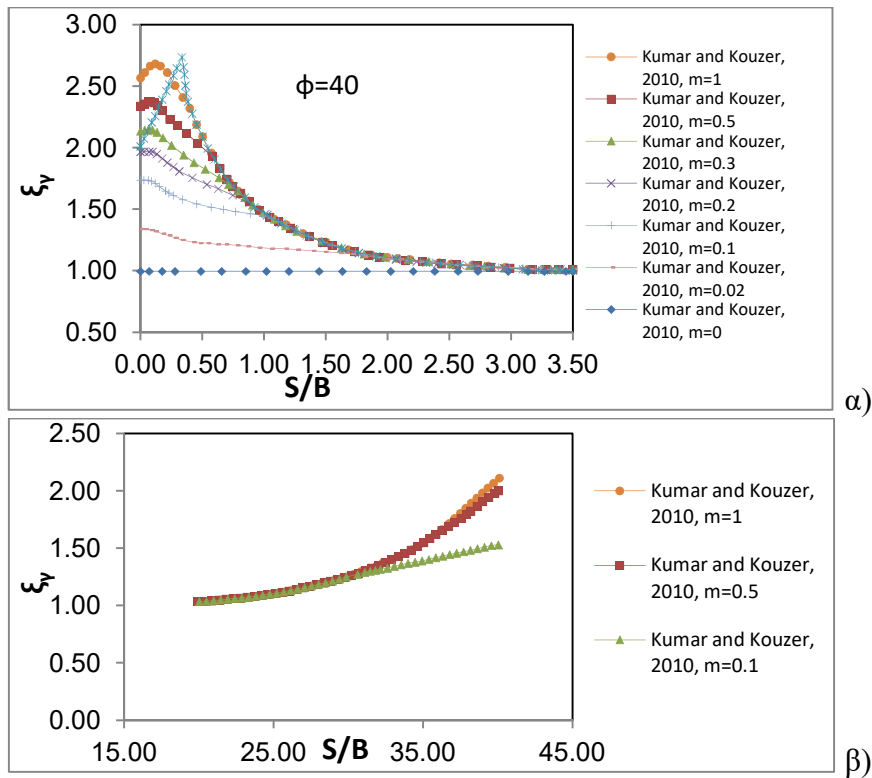 3.00
2.50
2.00
1.50
1.00
0.50
ξγ
ϕ=40
0.00 0.50 1.00 1.50 2.00 2.50 3.00 3.50
S/B
Kumar and Kouzer,
2010, m=1
Kumar and Kouzer,
2010, m=0.5
Kumar and Kouzer,
2010, m=0.3
Kumar and Kouzer,
2010, m=0.2
Kumar and Kouzer,
2010, m=0.1
Kumar and Kouzer,
2010, m=0.02
Kumar and Kouzer,
2010, m=0
α)
2.50
2.00
1.50
1.00
0.50
0.00
ξγ
15.00 25.00 35.00 45.00
S/B
Kumar and Kouzer,
2010, m=1
Kumar and Kouzer,
2010, m=0.5
Kumar and Kouzer,
2010, m=0.1
β)